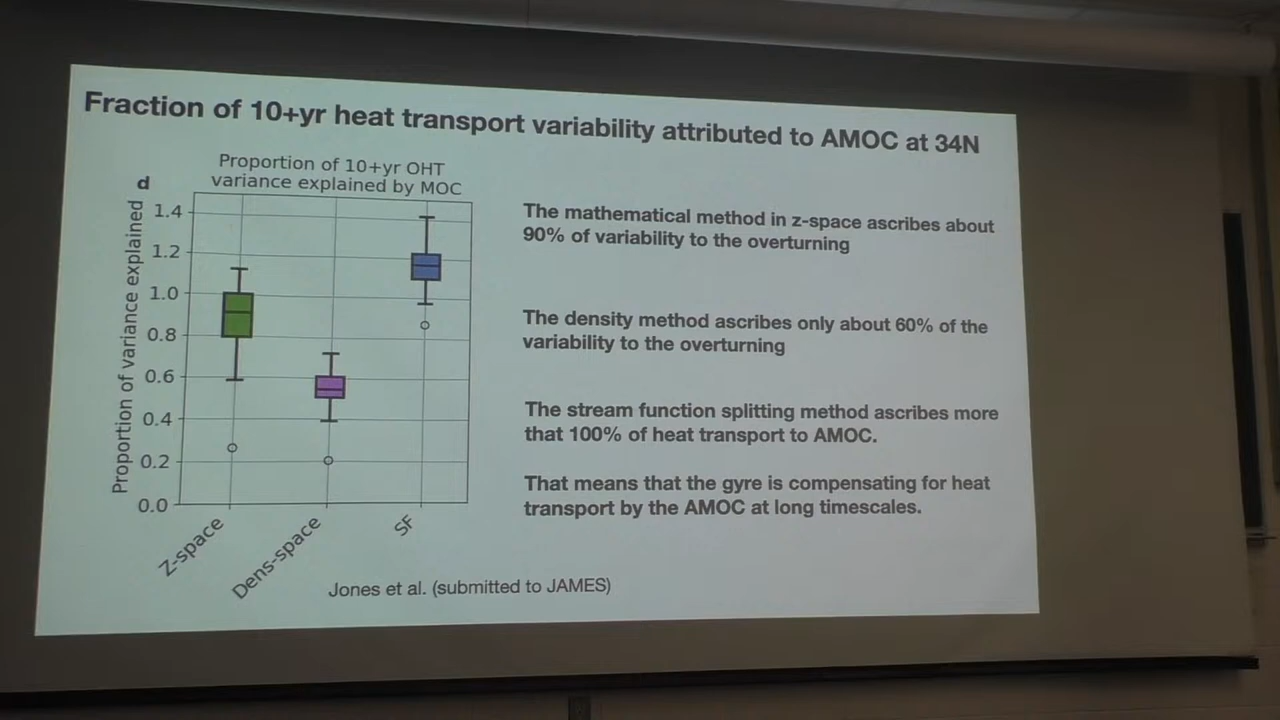 Fraction of 10+yr heat transport variability attributed to AMOC at 34N
d
Proportion of 10+yr OHT
variance explained by MOC
Proportion of variance explained
1.4
1.2
1.0
0.8
0.6
0.4
0.2
0.0
Z-space
Dens-space
SF
The mathematical method in z-space ascribes about
90% of variability to the overturning
The density method ascribes only about 60% of the
variability to the overturning
The stream function splitting method ascribes more
that 100% of heat transport to AMOC.
That means that the gyre is compensating for heat
transport by the AMOC at long timescales.
Jones et al. (submitted to JAMES)